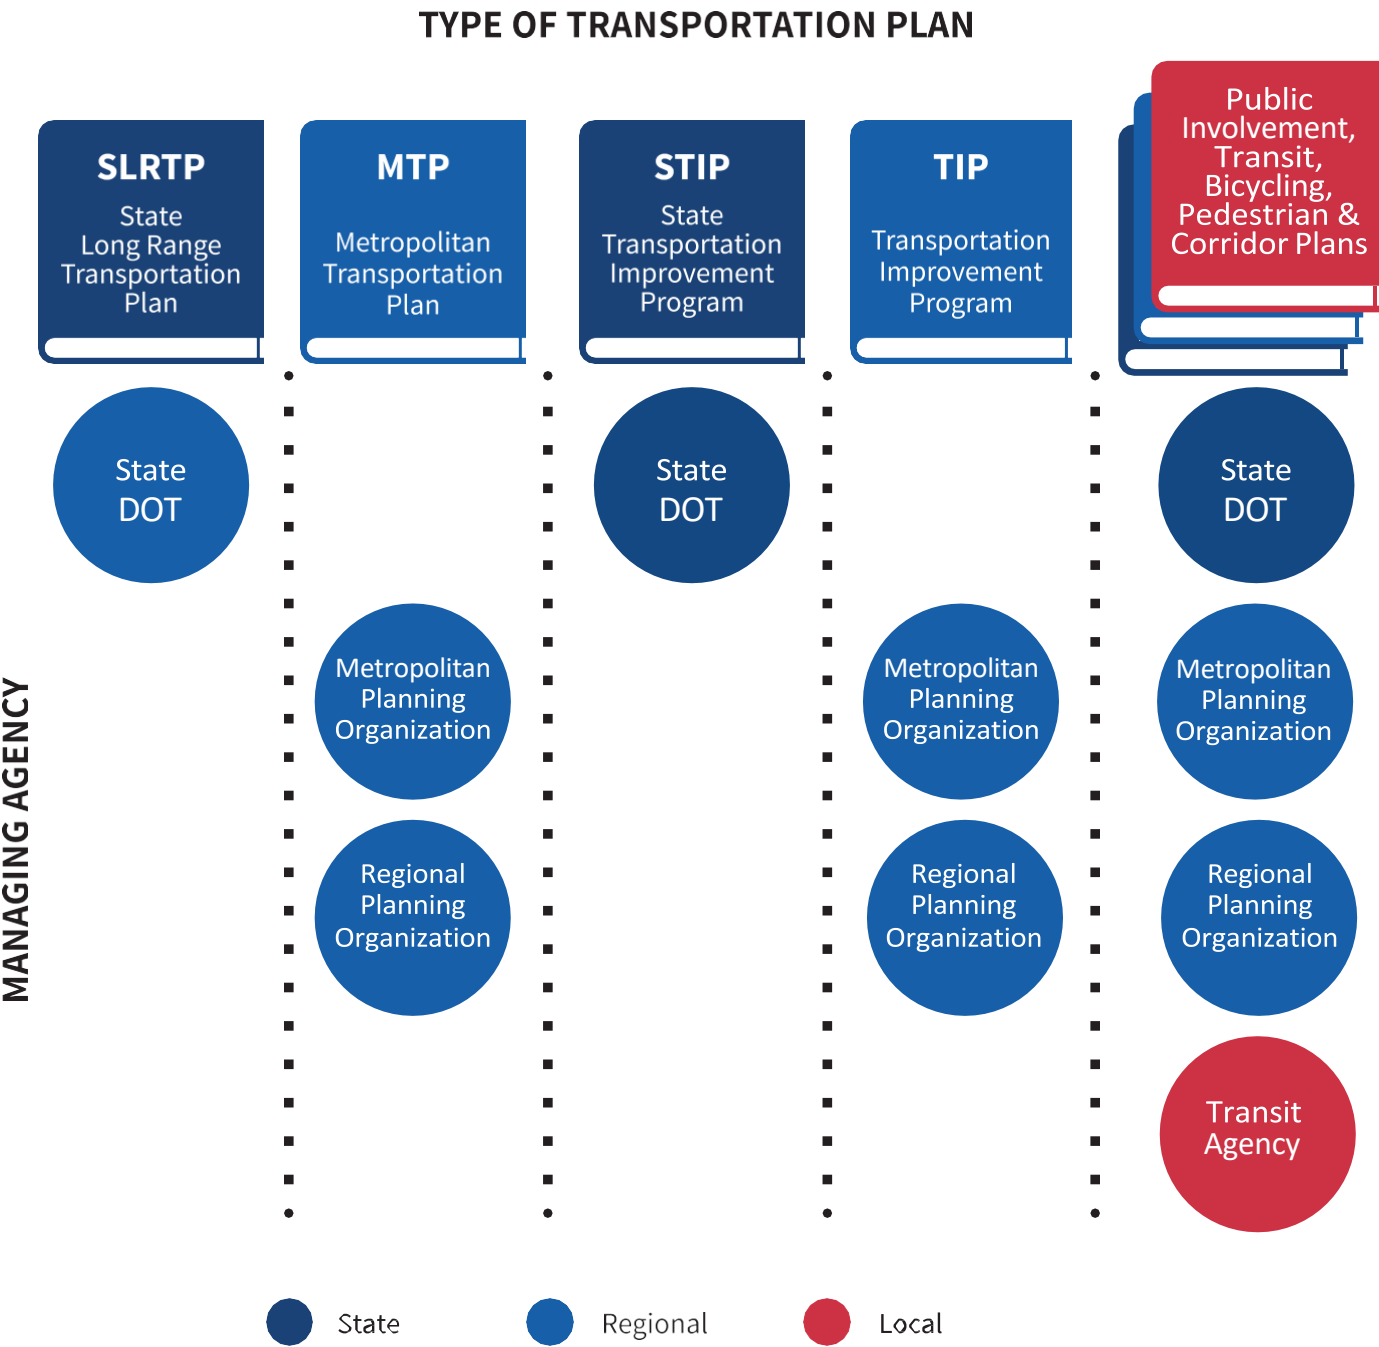 TYPE OF TRANSPORTATION PLAN
SLRTP
State
Long Range
Transportation
Plan
MTP
Metropolitan
Transportation
Plan
STIP
State
Transportation
Improvement
Program
TIP
Transportation
Improvement
Program
Public
Involvement,
Transit,
Bicycling,
Pedestrian &
Corridor Plans
MANAGING AGENCY
State
DOT
State
DOT
State
DOT
Metropolitan
Planning
Organization
Metropolitan
Planning
Organization
Metropolitan
Planning
Organization
Regional
Planning
Organization
Regional
Planning
Organization
Regional
Planning
Organization
Transit
Agency
State
Regional
Local